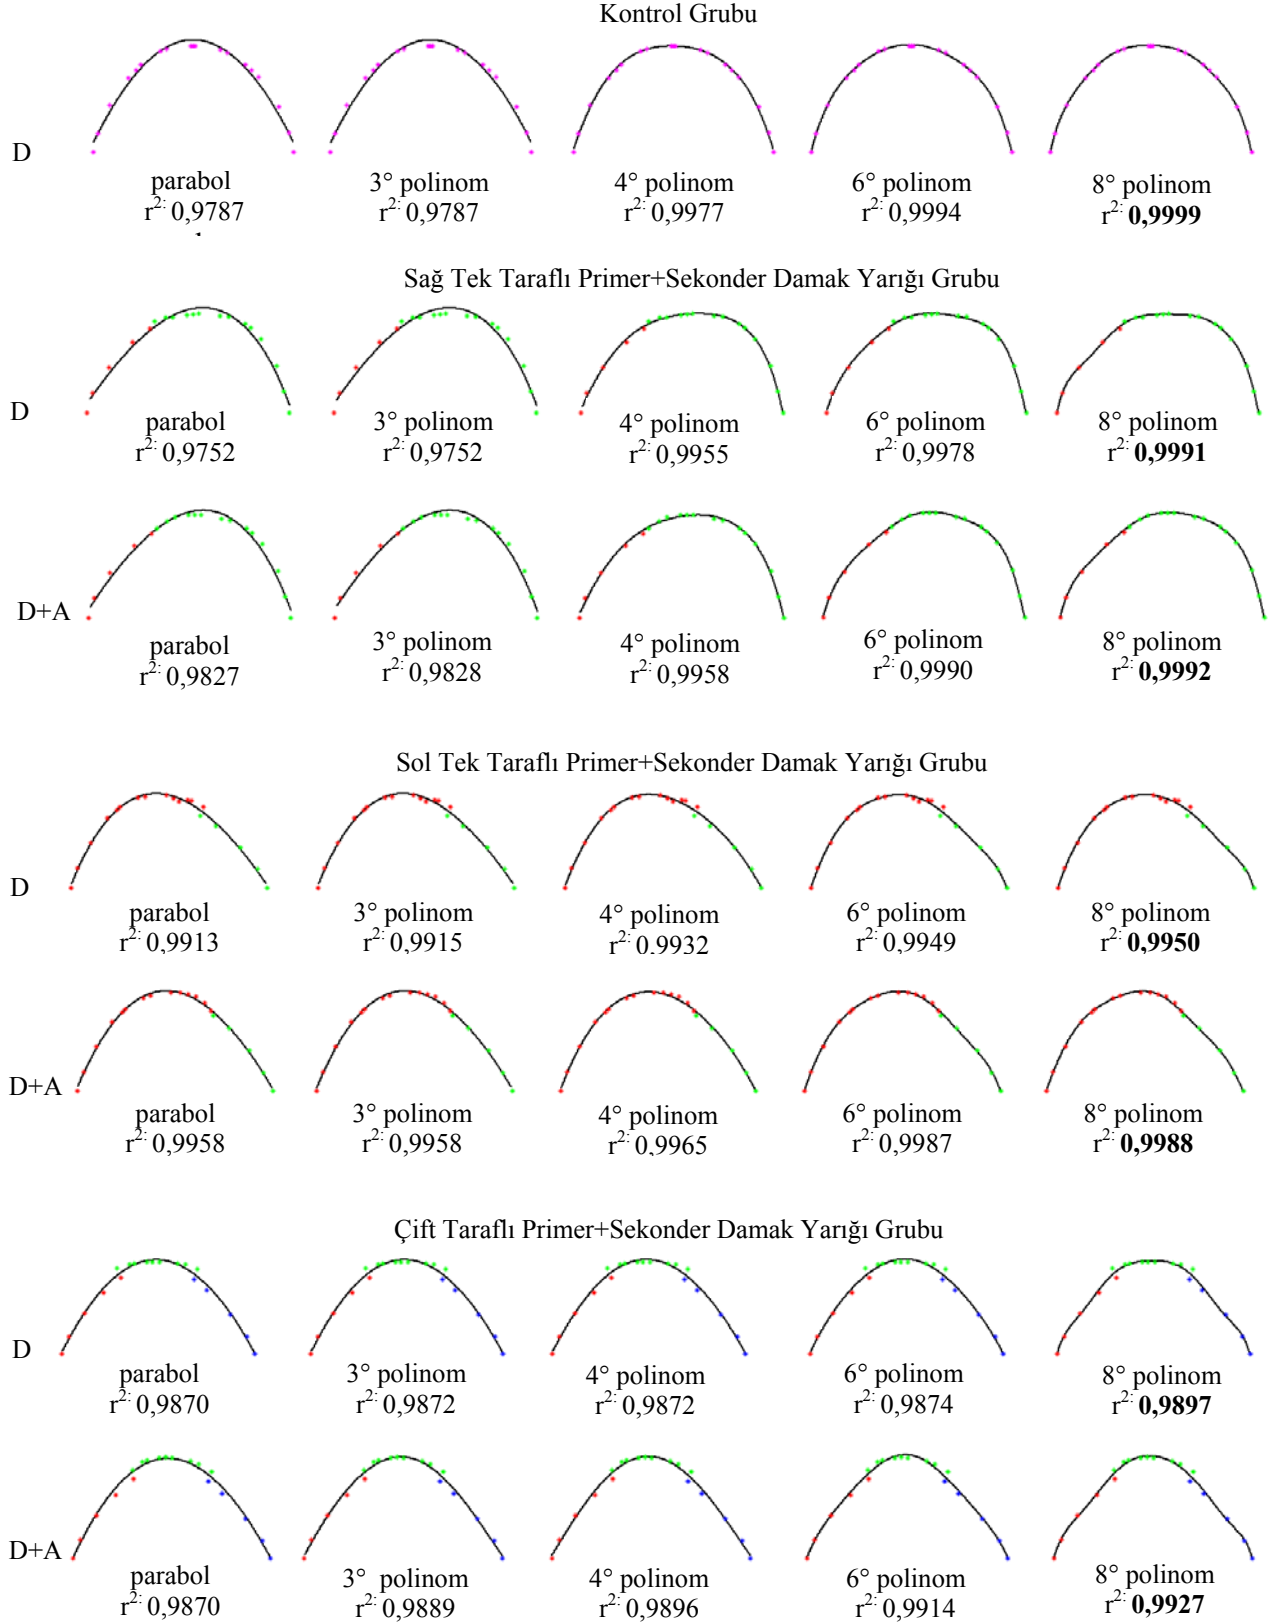 Kontrol Grubu
D
parabol 3° polinom 4° polinom 6° polinom 8° polinom
r2: 0,9787 r2: 0,9787 r2: 0,9977 r2: 0,9994 r2: 0,9999
Sağ Tek Taraflı Primer+Sekonder Damak Yarığı Grubu
D
parabol 3° polinom 4° polinom 6° polinom 8° polinom
r2: 0,9752 r2: 0,9752 r2: 0,9955 r2: 0,9978 r2: 0,9991
D+A
parabol 3° polinom 4° polinom 6° polinom 8° polinom
r2: 0,9827 r2: 0,9828 r2: 0,9958 r2: 0,9990 r2: 0,9992
Sol Tek Taraflı Primer+Sekonder Damak Yarığı Grubu
D
parabol 3° polinom 4° polinom 6° polinom 8° polinom
r2: 0,9913 r2: 0,9915 r2: 0,9932 r2: 0,9949 r2: 0,9950
D+A
parabol 3° polinom 4° polinom 6° polinom 8° polinom
r2: 0,9958 r2: 0,9958 r2: 0,9965 r2: 0,9987 r2: 0,9988
Çift Taraflı Primer+Sekonder Damak Yarığı Grubu
D
parabol 3° polinom 4° polinom 6° polinom 8° polinom
r2: 0,9870 r2: 0,9872 r2: 0,9872 r2: 0,9874 r2: 0,9897
D+A
parabol 3° polinom 4° polinom 6° polinom 8° polinom
r2: 0,9870 r2: 0,9889 r2: 0,9896 r2: 0,9914 r2: 0,9927